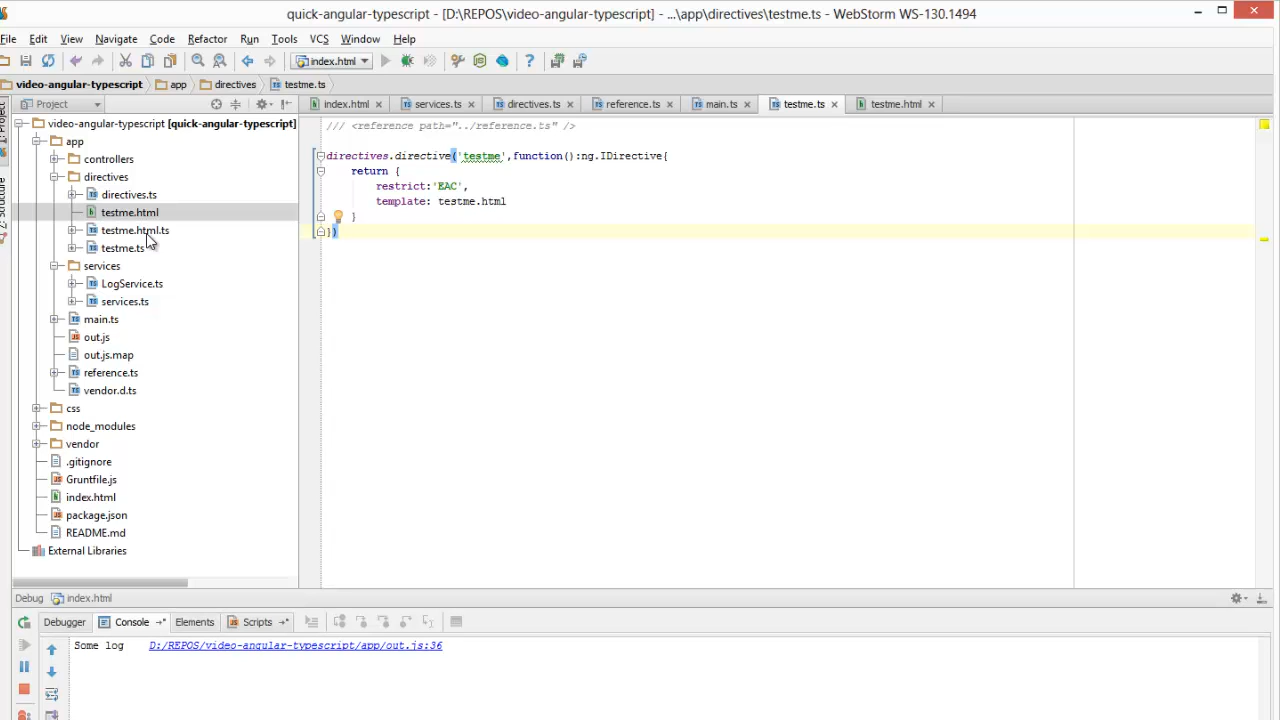 quick-angular-typescript - [D:\REPOS\video-angular-typescript] - ...\app\directives\testme.ts - WebStorm WS-130.1494
File Edit View Navigate Code Refactor Run Tools VCS Window Help
index.html
video-angular-typescript app directives testme.ts
1: Project
Project
index.html services.ts directives.ts reference.ts main.ts testme.ts testme.html
video-angular-typescript [quick-angular-typescript]
app
controllers
directives
directives.ts
testme.html
testme.html.ts
testme.ts
services
LogService.ts
services.ts
main.ts
out.js
out.js.map
reference.ts
vendor.d.ts
css
node_modules
vendor
.gitignore
Gruntfile.js
index.html
package.json
README.md
External Libraries
Structure
/// <reference path="../reference.ts" />
directives.directive('testme',function():ng.IDirective{
return {
restrict:'EAC',
template: testme.html
}
})
Debug index.html
Debugger Console Elements Scripts
Some log D:/REPOS/video-angular-typescript/app/out.js:36